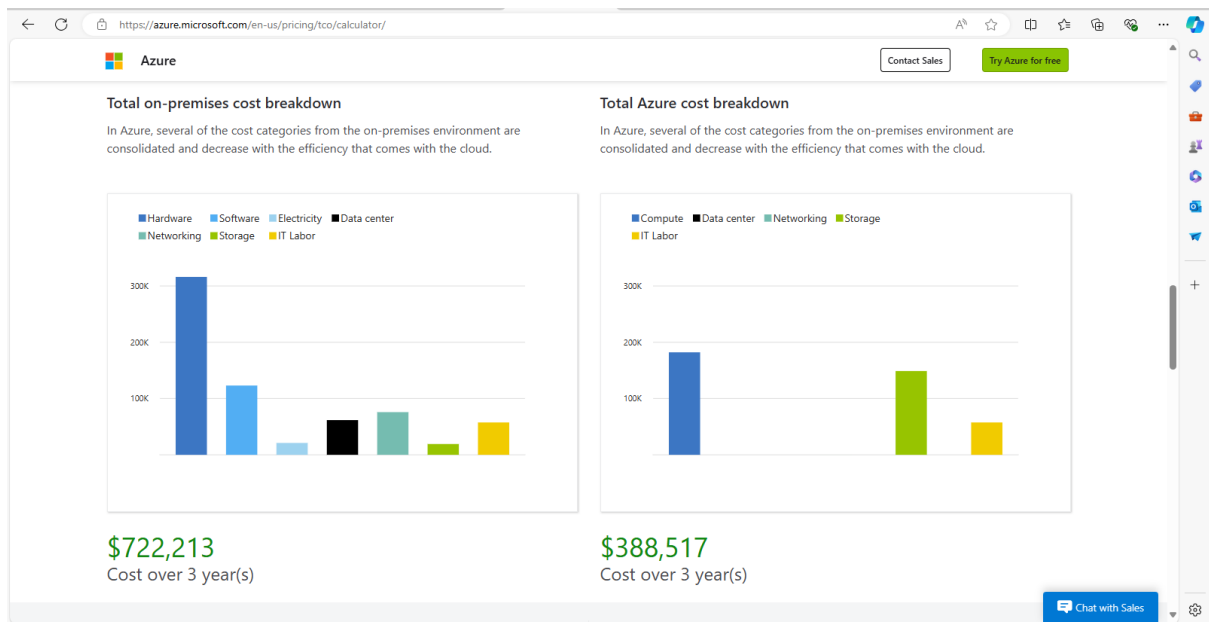 https://azure.microsoft.com/en-us/pricing/tco/calculator/
Azure
Contact Sales
Try Azure for free
Total on-premises cost breakdown
In Azure, several of the cost categories from the on-premises environment are
consolidated and decrease with the efficiency that comes with the cloud.
Hardware Software Electricity Data center
Networking Storage IT Labor
300K
200K
100K
$722,213
Cost over 3 year(s)
Total Azure cost breakdown
In Azure, several of the cost categories from the on-premises environment are
consolidated and decrease with the efficiency that comes with the cloud.
Compute Data center Networking Storage
IT Labor
300K
200K
100K
$388,517
Cost over 3 year(s)
Chat with Sales